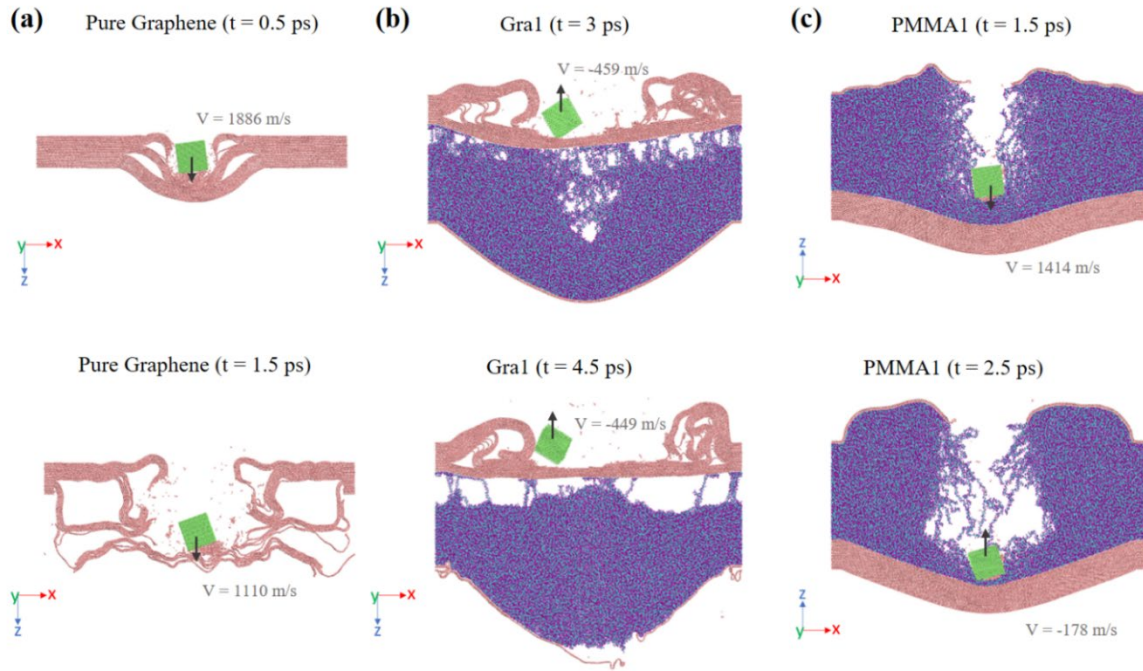 (a)
Pure Graphene (t = 0.5 ps)
V = 1886 m/s
y
x
z
Pure Graphene (t = 1.5 ps)
V = 1110 m/s
y
x
z
(b)
Gra1 (t = 3 ps)
V = -459 m/s
y
x
z
Gra1 (t = 4.5 ps)
V = -449 m/s
y
x
z
(c)
PMMA1 (t = 1.5 ps)
V = 1414 m/s
z
y
x
PMMA1 (t = 2.5 ps)
V = -178 m/s
z
y
x